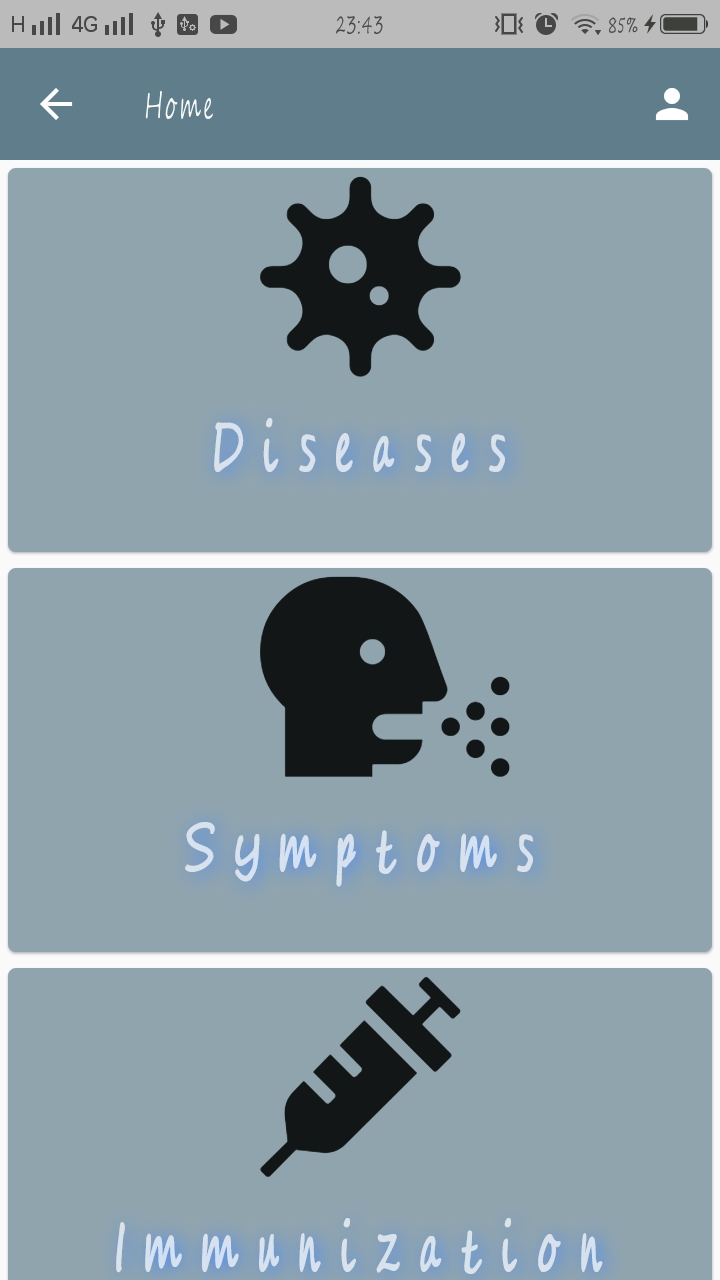 H 4G 23:43 85%
Home
Diseases
Symptoms
Immunization